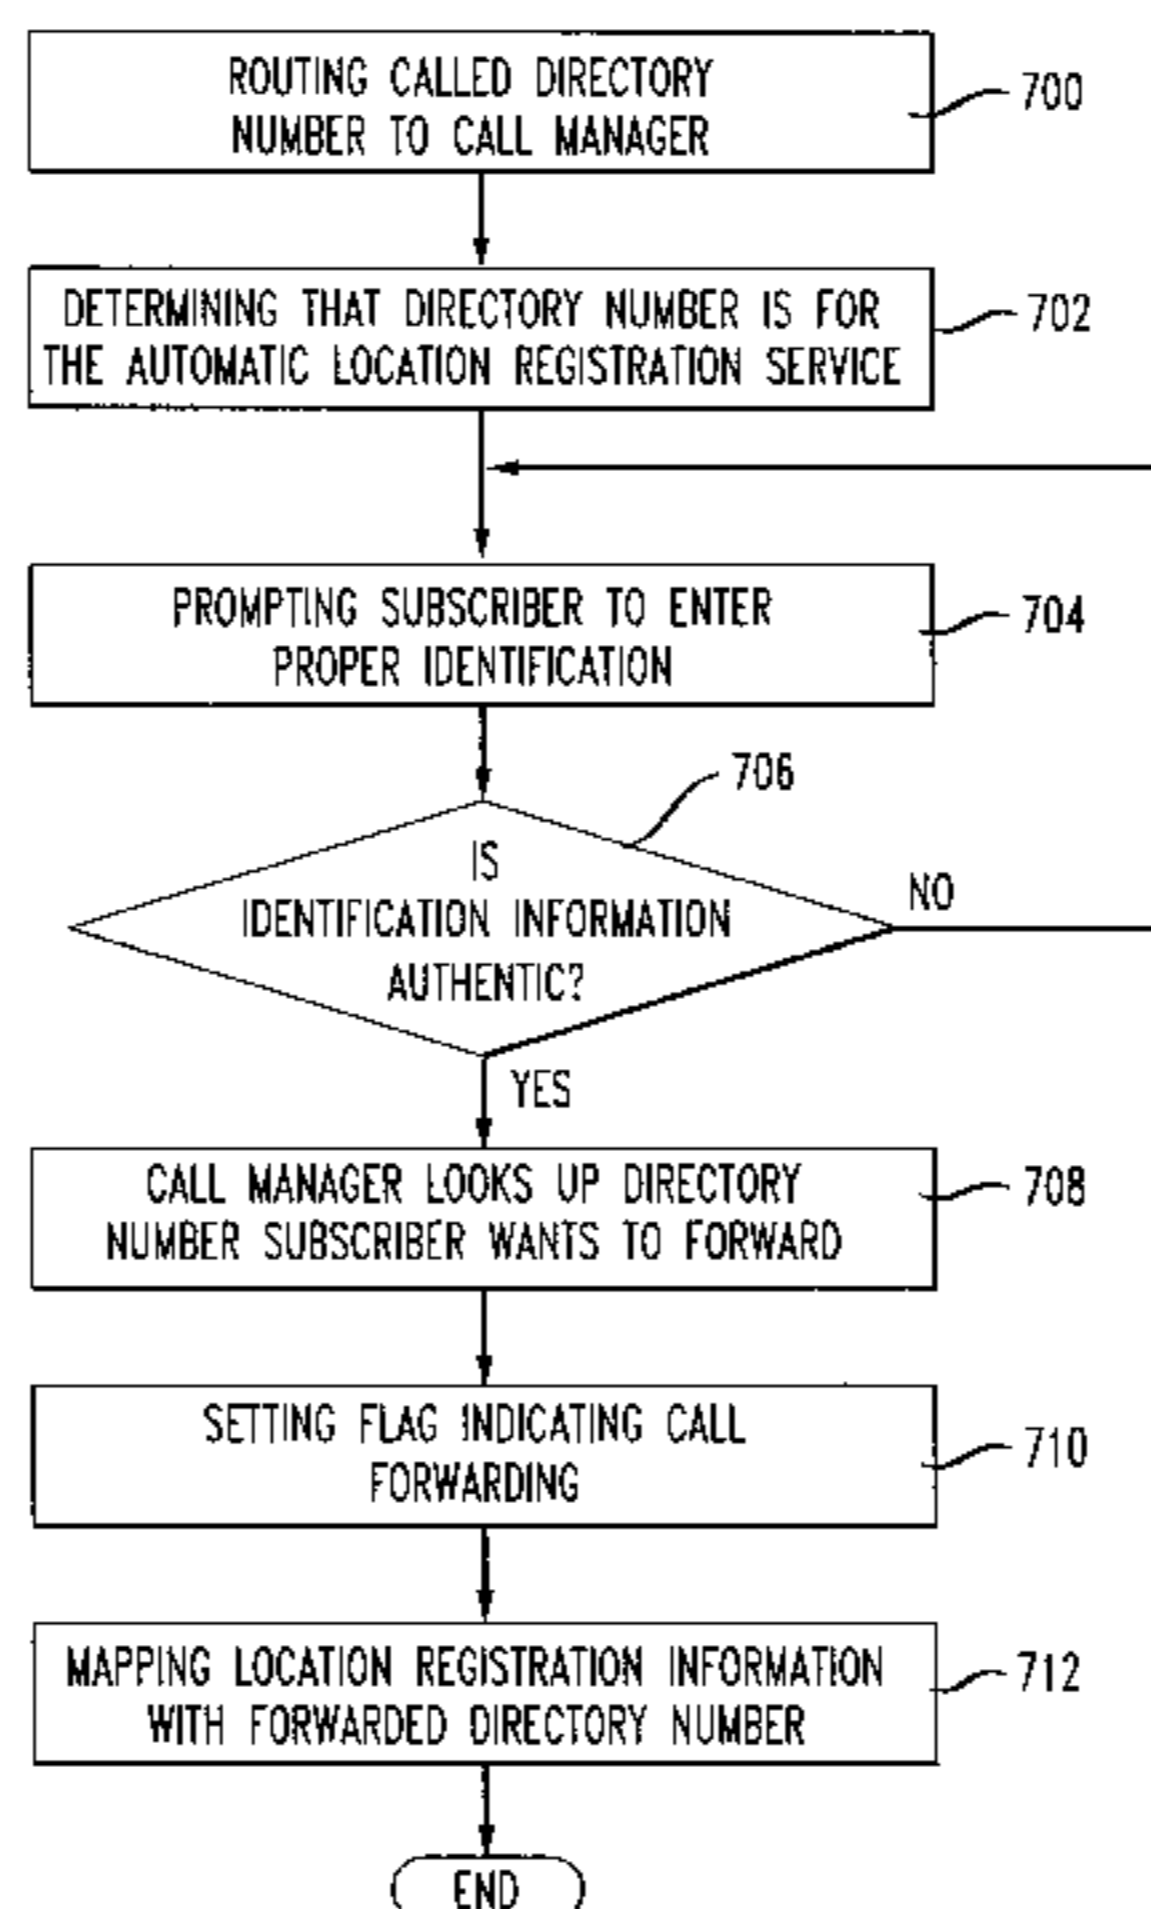 ROUTING CALLED DIRECTORY
NUMBER TO CALL MANAGER
700
DETERMINING THAT DIRECTORY NUMBER IS FOR
THE AUTOMATIC LOCATION REGISTRATION SERVICE
702
PROMPTING SUBSCRIBER TO ENTER
PROPER IDENTIFICATION
704
706
IS
IDENTIFICATION INFORMATION
AUTHENTIC?
NO
YES
CALL MANAGER LOOKS UP DIRECTORY
NUMBER SUBSCRIBER WANTS TO FORWARD
708
SETTING FLAG INDICATING CALL
FORWARDING
710
MAPPING LOCATION REGISTRATION INFORMATION
WITH FORWARDED DIRECTORY NUMBER
712
END